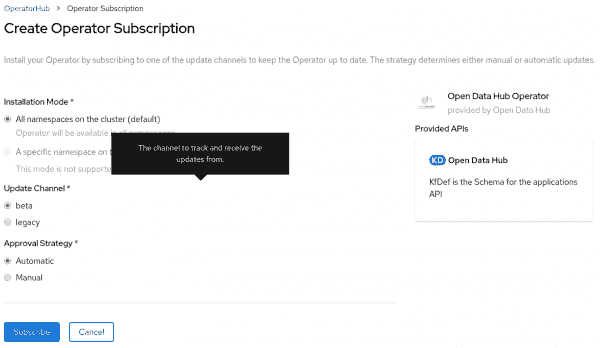 OperatorHub > Operator Subscription
Create Operator Subscription
Install your Operator by subscribing to one of the update channels to keep the Operator up to date. The strategy determines either manual or automatic updates.
Installation Mode *
All namespaces on the cluster (default)
Operator will be available in all namespaces.
A specific namespace on t
This mode is not supporte
The channel to track and receive the
updates from.
Update Channel *
beta
legacy
Approval Strategy *
Automatic
Manual
Subscribe
Cancel
Open Data Hub Operator
provided by Open Data Hub
Provided APIs
KD Open Data Hub
KfDef is the Schema for the applications
API